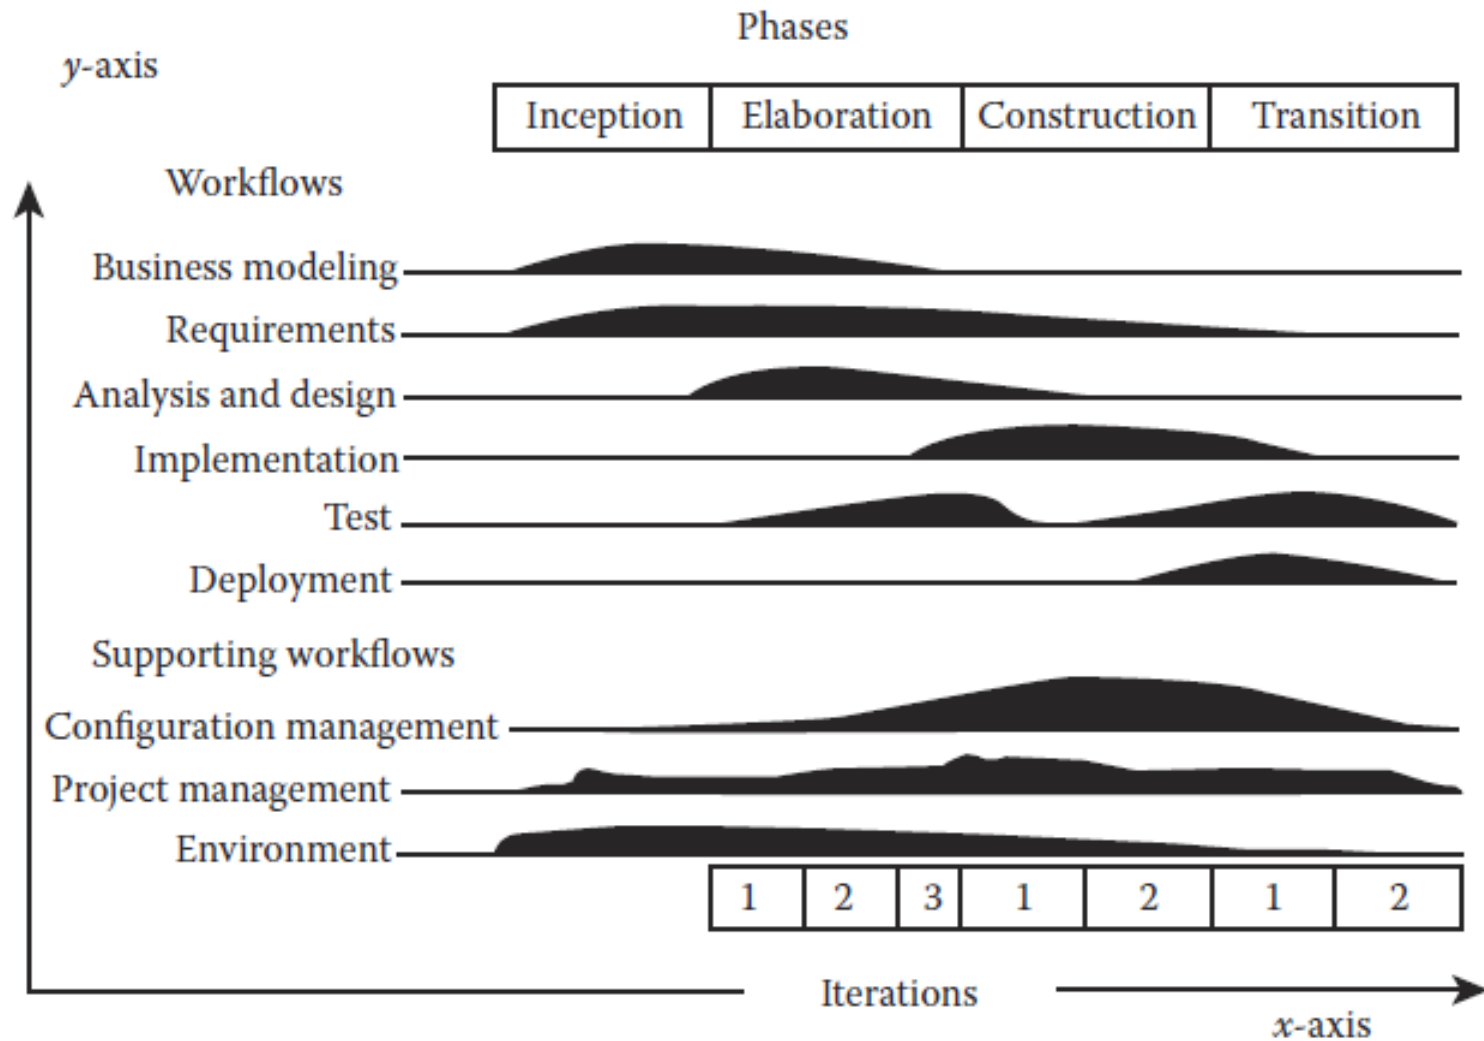 Phases
y-axis
Inception Elaboration Construction Transition
Workflows
Business modeling
Requirements
Analysis and design
Implementation
Test
Deployment
Supporting workflows
Configuration management
Project management
Environment
1 2 3 1 2 1 2
Iterations
x-axis